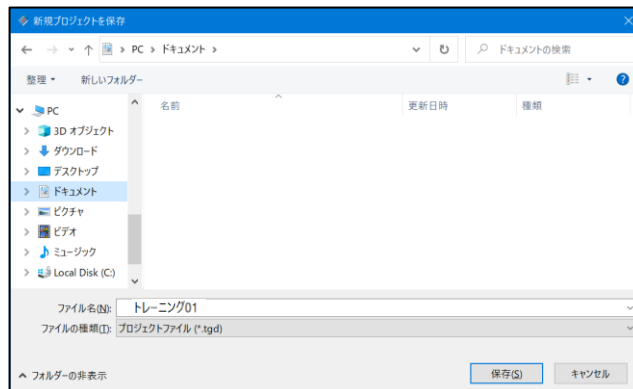 新規プロジェクトを保存
PC > ドキュメント >
ドキュメントの検索
整理
新しいフォルダー
PC
3D オブジェクト
ダウンロード
デスクトップ
ドキュメント
ピクチャ
ビデオ
ミュージック
Local Disk (C:)
名前
更新日時
種類
ファイル名(N):
トレーニング01
ファイルの種類(T):
プロジェクトファイル (*.tgd)
フォルダーの非表示
保存(S)
キャンセル